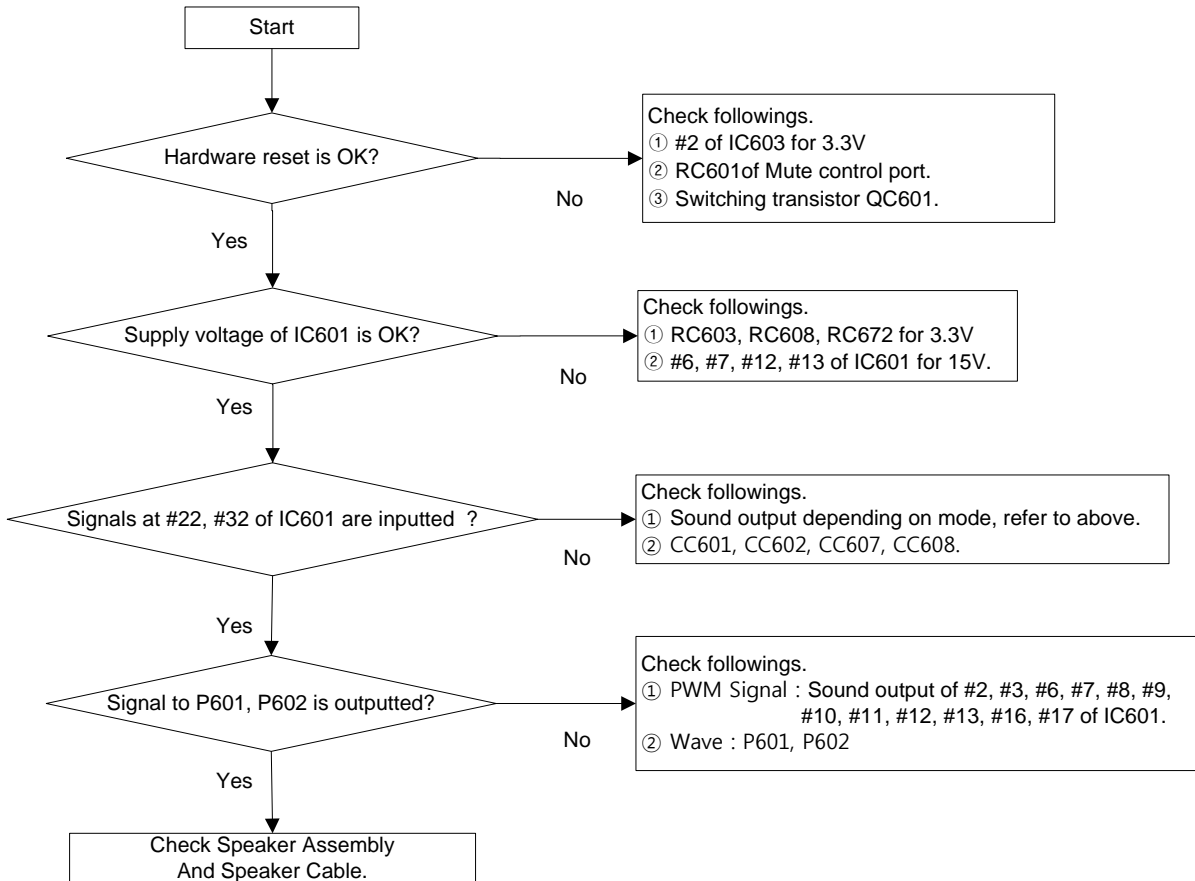 Start
Hardware reset is OK?
No
Yes
Check followings.
① #2 of IC603 for 3.3V
② RC601of Mute control port.
③ Switching transistor QC601.
Supply voltage of IC601 is OK?
No
Yes
Check followings.
① RC603, RC608, RC672 for 3.3V
② #6, #7, #12, #13 of IC601 for 15V.
Signals at #22, #32 of IC601 are inputted ?
No
Yes
Check followings.
① Sound output depending on mode, refer to above.
② CC601, CC602, CC607, CC608.
Signal to P601, P602 is outputted?
No
Yes
Check followings.
① PWM Signal : Sound output of #2, #3, #6, #7, #8, #9,
#10, #11, #12, #13, #16, #17 of IC601.
② Wave : P601, P602
Check Speaker Assembly
And Speaker Cable.